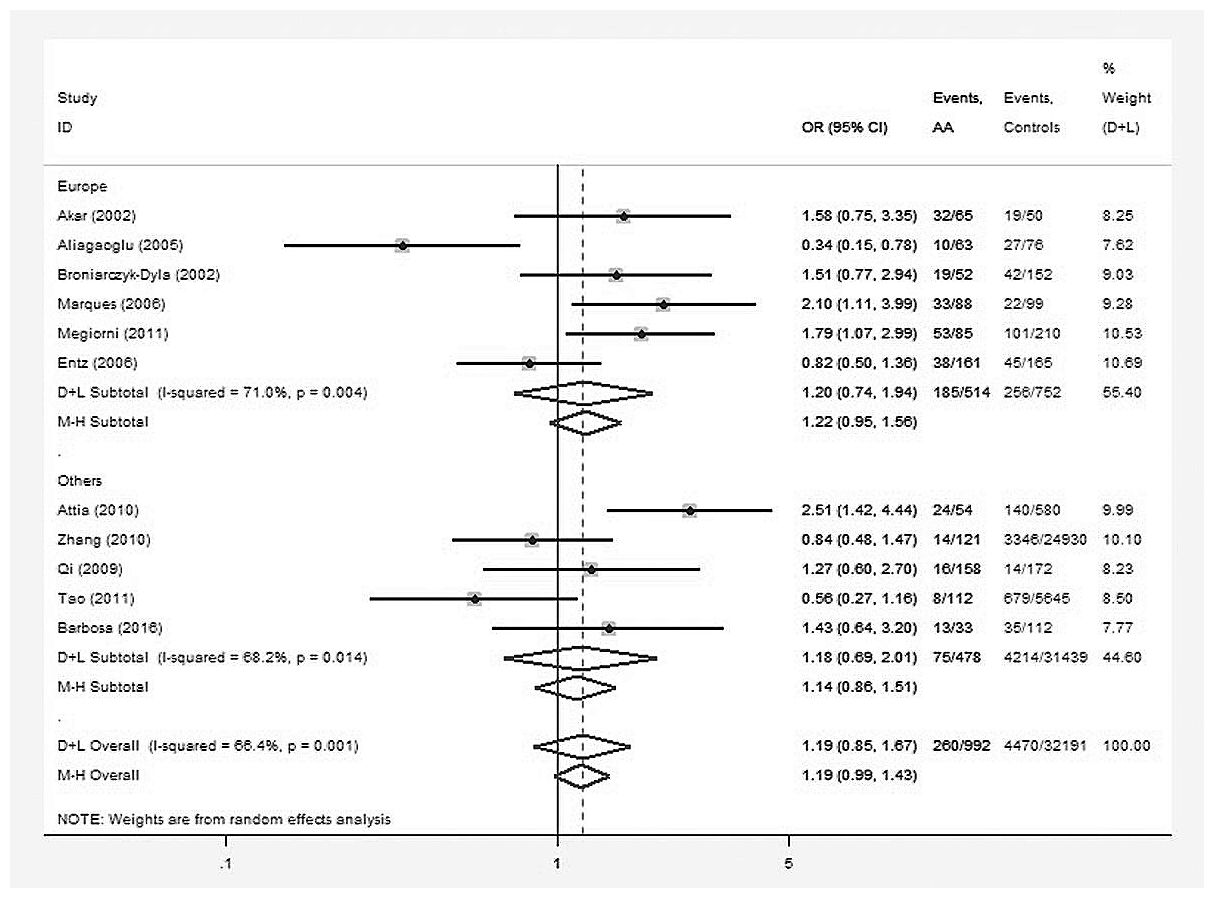 %
Study Events, Events, Weight
ID OR (95% CI) AA Controls (D+L)
Europe
Akar (2002) 1.58 (0.75, 3.35) 32/65 19/50 8.25
Aliagaoglu (2005) 0.34 (0.15, 0.78) 10/63 27/76 7.62
Broniarczyk-Dyla (2002) 1.51 (0.77, 2.94) 19/52 42/152 9.03
Marques (2006) 2.10 (1.11, 3.99) 33/88 22/99 9.28
Megiorni (2011) 1.79 (1.07, 2.99) 53/85 101/210 10.53
Entz (2006) 0.82 (0.50, 1.36) 38/161 45/165 10.69
D+L Subtotal (I-squared = 71.0%, p = 0.004) 1.20 (0.74, 1.94) 185/514 256/752 55.40
M-H Subtotal 1.22 (0.95, 1.56)
.
Others
Attia (2010) 2.51 (1.42, 4.44) 24/54 140/580 9.99
Zhang (2010) 0.84 (0.48, 1.47) 14/121 3346/24930 10.10
Qi (2009) 1.27 (0.60, 2.70) 16/158 14/172 8.23
Tao (2011) 0.56 (0.27, 1.16) 8/112 679/5645 8.50
Barbosa (2016) 1.43 (0.64, 3.20) 13/33 35/112 7.77
D+L Subtotal (I-squared = 68.2%, p = 0.014) 1.18 (0.69, 2.01) 75/478 4214/31439 44.60
M-H Subtotal 1.14 (0.86, 1.51)
.
D+L Overall (I-squared = 66.4%, p = 0.001) 1.19 (0.85, 1.67) 260/992 4470/32191 100.00
M-H Overall 1.19 (0.99, 1.43)
NOTE: Weights are from random effects analysis
.1 1 5